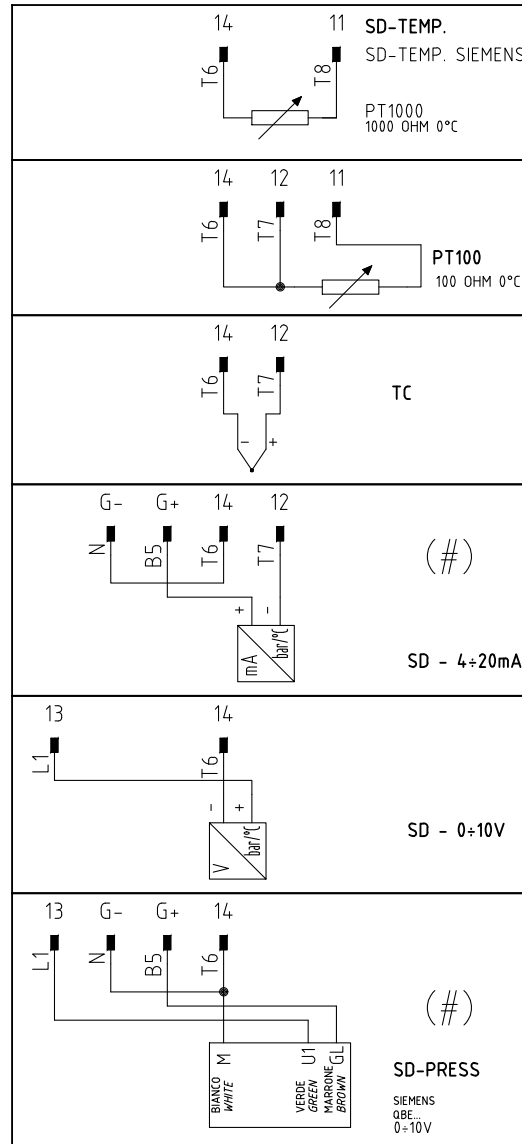 14 11 SD-TEMP.
SD-TEMP. SIEMENS
T6 T8
PT1000
1000 OHM 0°C
14 12 11
T6 T7 T8
PT100
100 OHM 0°C
14 12
T6 T7
TC
- +
G- G+ 14 12
N B5 T6 T7
(#)
+ -
mA bar/°C
SD - 4÷20mA
13 14
L1 T6
- +
V bar/°C
SD - 0÷10V
13 G- G+ 14
L1 N B5 T6
(#)
M U1 GL
BIANCO VERDE MARRONE
WHITE GREEN BROWN
SD-PRESS
SIEMENS
QBE...
0÷10V